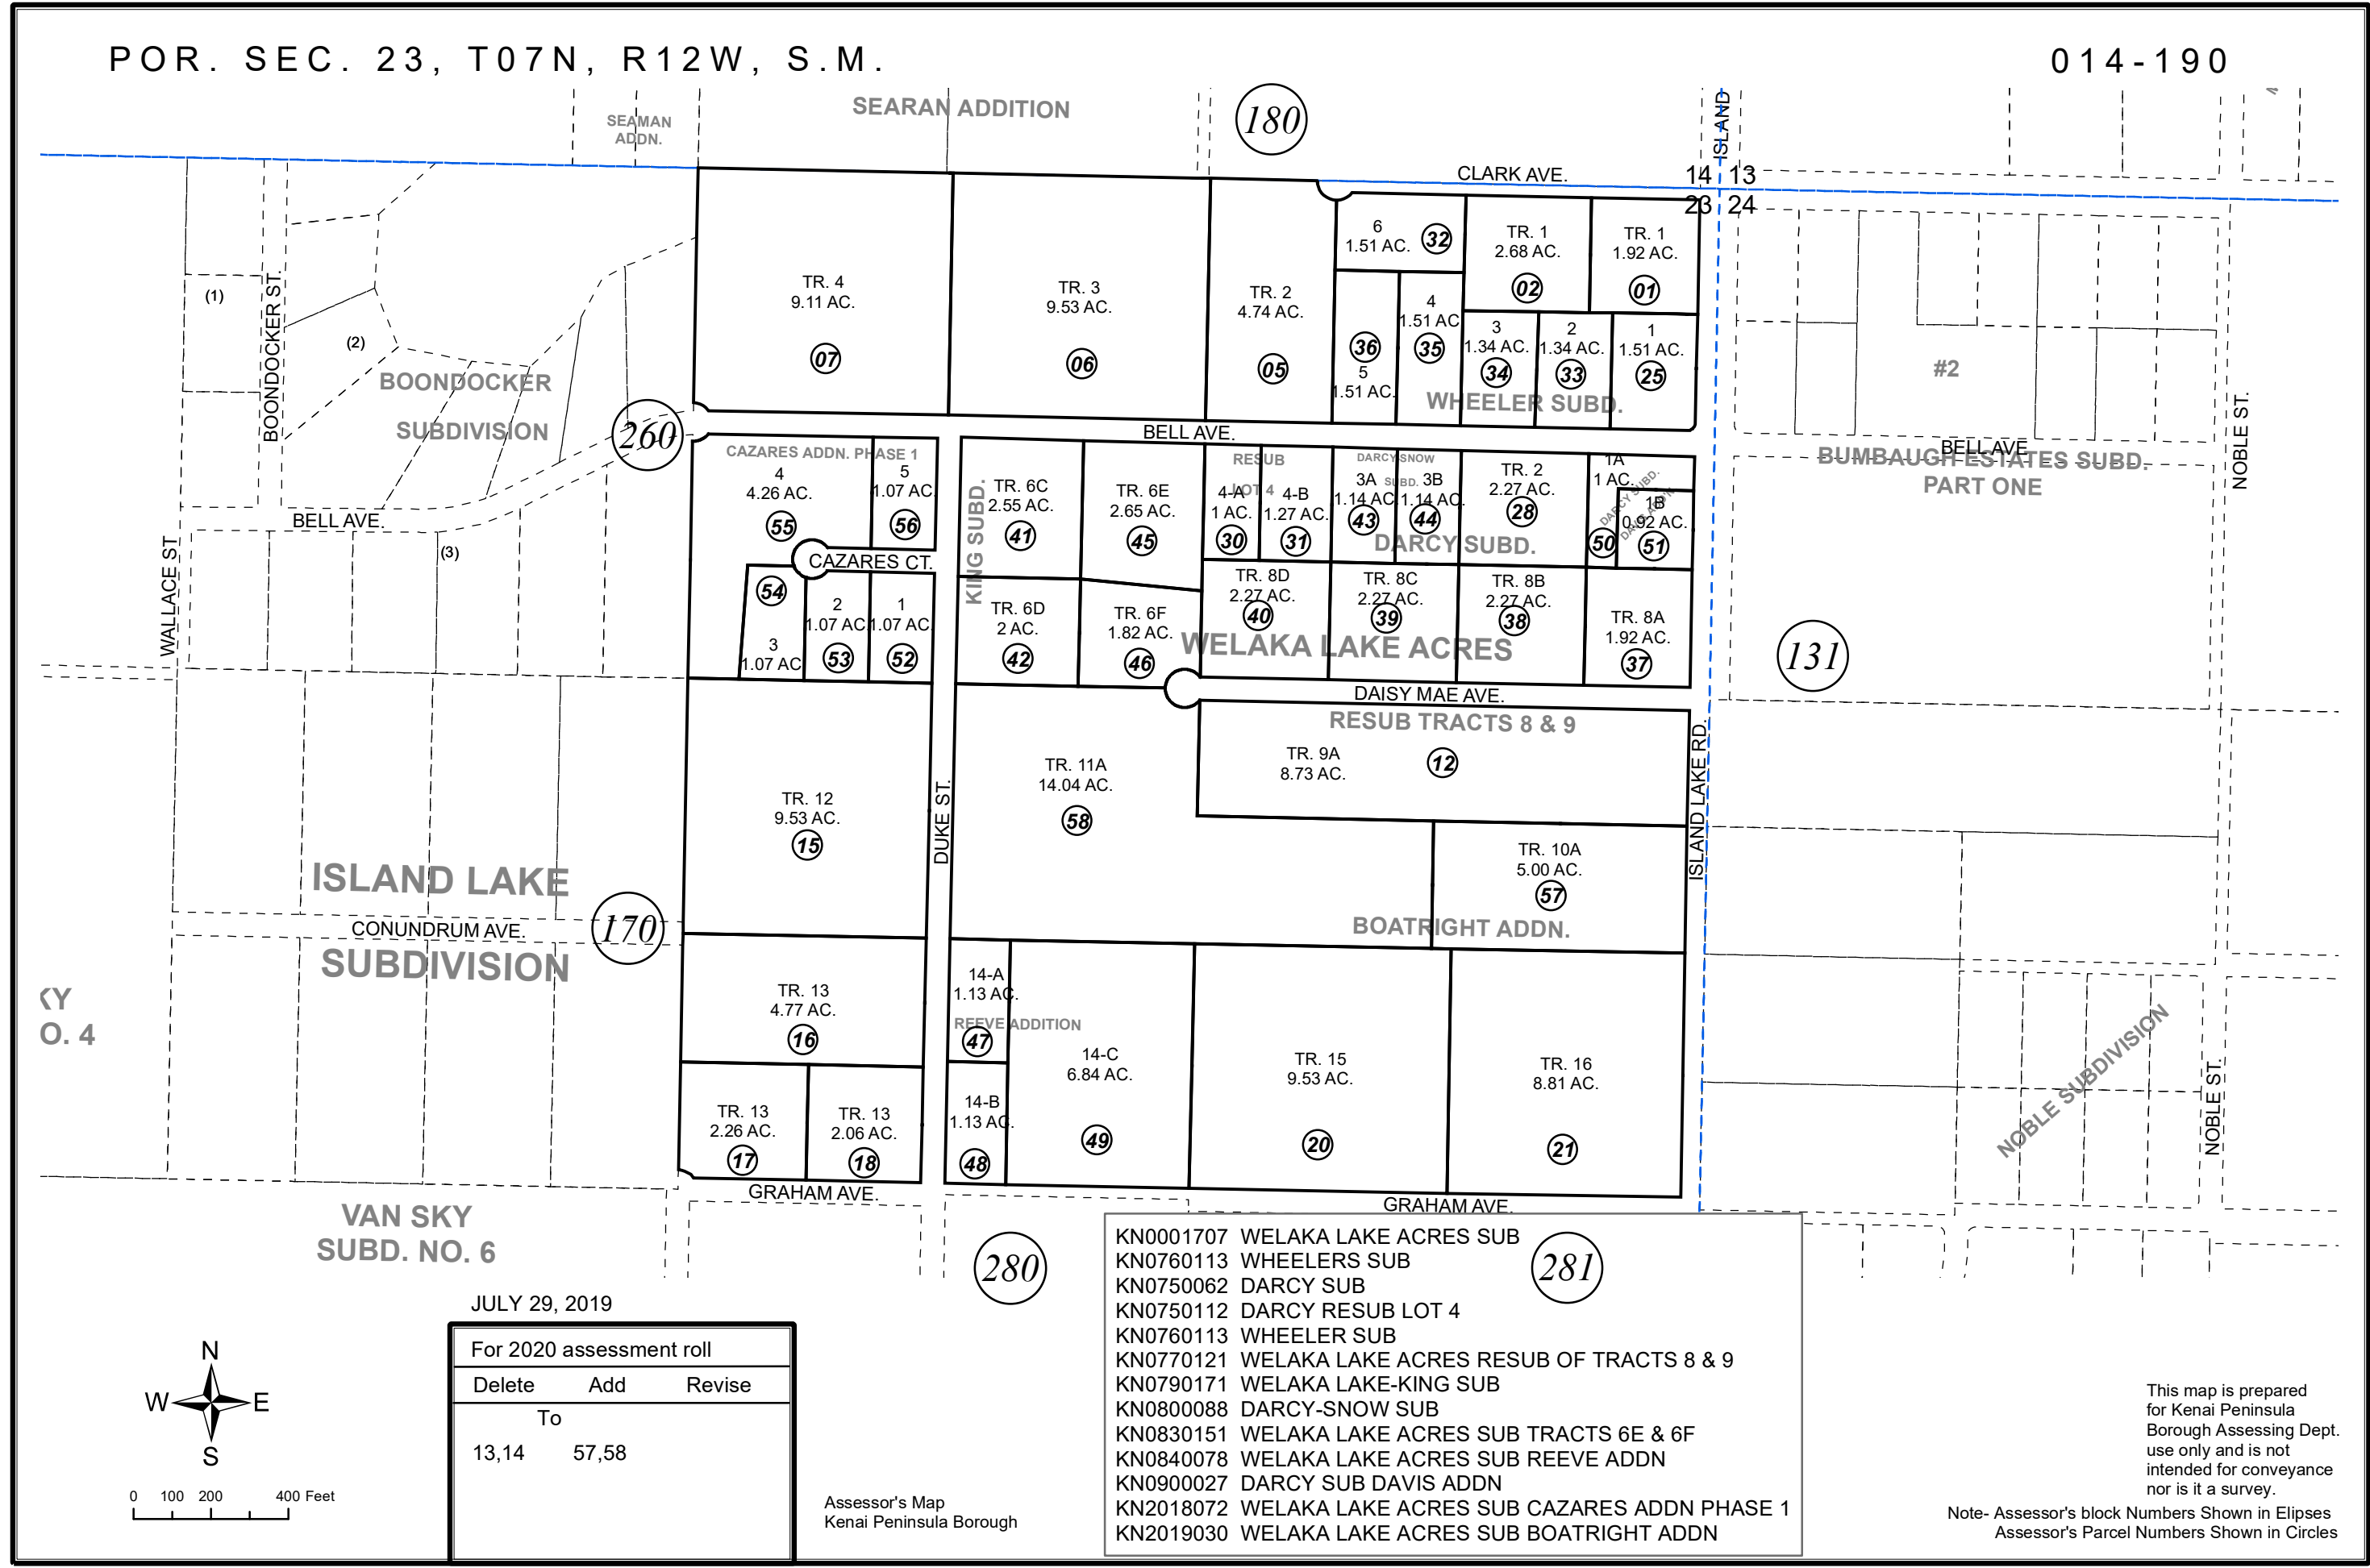 POR. SEC. 23, T07N, R12W, S.M.
014-190
SEAMAN
ADDN.
SEARAN ADDITION
180
ISLAND
CLARK AVE.
14 13
23 24
TR. 4
9.11 AC.
07
TR. 3
9.53 AC.
06
TR. 2
4.74 AC.
05
6
1.51 AC.
32
TR. 1
2.68 AC.
02
TR. 1
1.92 AC.
01
36
5
1.51 AC.
4
1.51 AC.
35
3
1.34 AC.
34
2
1.34 AC.
33
1
1.51 AC.
25
WHEELER SUBD.
(1)
BOONDOCKER ST.
(2)
BOONDOCKER
SUBDIVISION
260
#2
NOBLE ST.
BELL AVE.
BELL AVE.
BUMBAUGH ESTATES SUBD.
PART ONE
CAZARES ADDN. PHASE 1
4
4.26 AC.
55
5
1.07 AC.
56
CAZARES CT.
KING SUBD.
TR. 6C
2.55 AC.
41
TR. 6E
2.65 AC.
45
RESUB
LOT 4
4-A
1 AC.
30
4-B
1.27 AC.
31
DARCY SNOW
SUBD.
3A
1.14 AC.
43
3B
1.14 AC.
44
TR. 2
2.27 AC.
28
DARCY SUBD.
1A
1 AC.
50
DARCY SUBD.
1B
0.92 AC.
51
BELL AVE.
(3)
WALLACE ST
54
3
1.07 AC.
2
1.07 AC.
53
1
1.07 AC.
52
TR. 6D
2 AC.
42
TR. 6F
1.82 AC.
46
TR. 8D
2.27 AC.
40
TR. 8C
2.27 AC.
39
TR. 8B
2.27 AC.
38
TR. 8A
1.92 AC.
37
WELAKA LAKE ACRES
131
DAISY MAE AVE.
RESUB TRACTS 8 & 9
TR. 9A
8.73 AC.
12
ISLAND LAKE RD.
TR. 12
9.53 AC.
15
DUKE ST.
TR. 11A
14.04 AC.
58
TR. 10A
5.00 AC.
57
BOATRIGHT ADDN.
ISLAND LAKE
SUBDIVISION
CONUNDRUM AVE.
170
KY
O. 4
TR. 13
4.77 AC.
16
14-A
1.13 AC.
47
REEVE ADDITION
14-C
6.84 AC.
49
TR. 15
9.53 AC.
20
TR. 16
8.81 AC.
21
NOBLE SUBDIVISION
NOBLE ST.
TR. 13
2.26 AC.
17
TR. 13
2.06 AC.
18
14-B
1.13 AC.
48
GRAHAM AVE.
GRAHAM AVE.
VAN SKY
SUBD. NO. 6
280
281
KN0001707 WELAKA LAKE ACRES SUB
KN0760113 WHEELERS SUB
KN0750062 DARCY SUB
KN0750112 DARCY RESUB LOT 4
KN0760113 WHEELER SUB
KN0770121 WELAKA LAKE ACRES RESUB OF TRACTS 8 & 9
KN0790171 WELAKA LAKE-KING SUB
KN0800088 DARCY-SNOW SUB
KN0830151 WELAKA LAKE ACRES SUB TRACTS 6E & 6F
KN0840078 WELAKA LAKE ACRES SUB REEVE ADDN
KN0900027 DARCY SUB DAVIS ADDN
KN2018072 WELAKA LAKE ACRES SUB CAZARES ADDN PHASE 1
KN2019030 WELAKA LAKE ACRES SUB BOATRIGHT ADDN
JULY 29, 2019
For 2020 assessment roll
Delete Add Revise
To
13,14 57,58
N
W E
S
0 100 200 400 Feet
Assessor's Map
Kenai Peninsula Borough
This map is prepared
for Kenai Peninsula
Borough Assessing Dept.
use only and is not
intended for conveyance
nor is it a survey.
Note- Assessor's block Numbers Shown in Elipses
Assessor's Parcel Numbers Shown in Circles